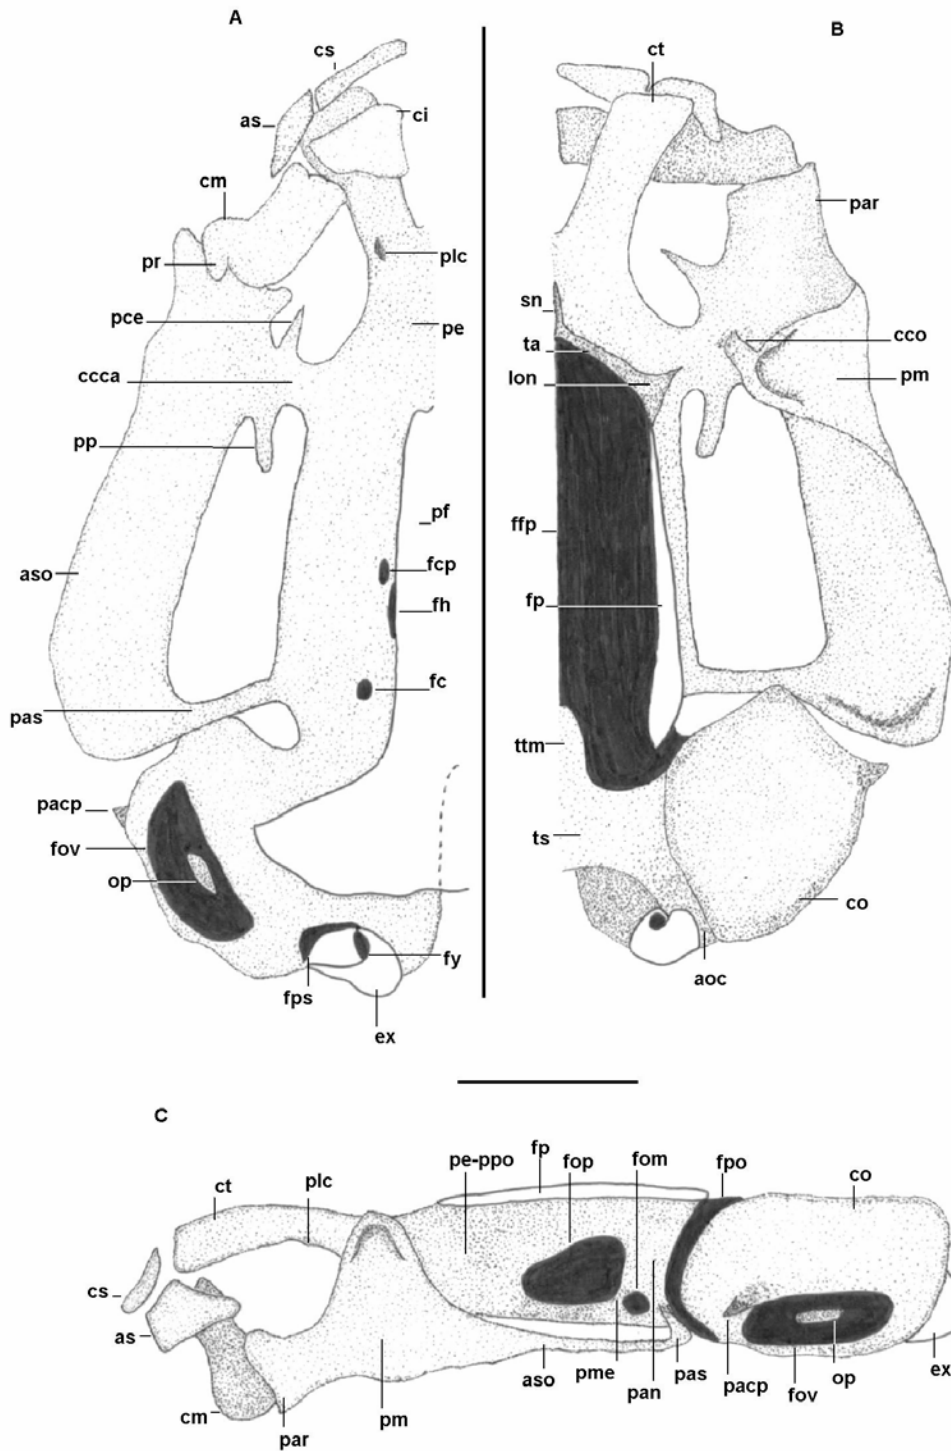 A
cs
as
ci
cm
pr
plc
pce
pe
ccca
pp
pf
fcp
aso
fh
fc
pas
pacp
fov
op
fy
fps
ex
B
ct
par
sn
cco
ta
lon
pm
ffp
fp
ttm
ts
co
aoc
C
fp
pe-ppo
fop
fom
fpo
co
ct
plc
cs
as
cm
par
pm
aso
pme
pan
pas
pacp
fov
op
ex